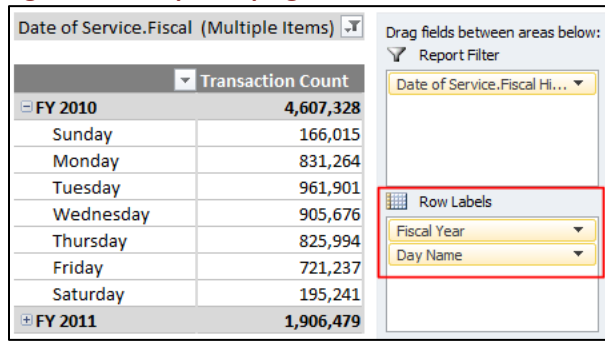 Date of Service.Fiscal (Multiple Items)
Transaction Count
FY 2010 4,607,328
Sunday 166,015
Monday 831,264
Tuesday 961,901
Wednesday 905,676
Thursday 825,994
Friday 721,237
Saturday 195,241
FY 2011 1,906,479
Drag fields between areas below:
Report Filter
Date of Service.Fiscal Hi...
Row Labels
Fiscal Year
Day Name